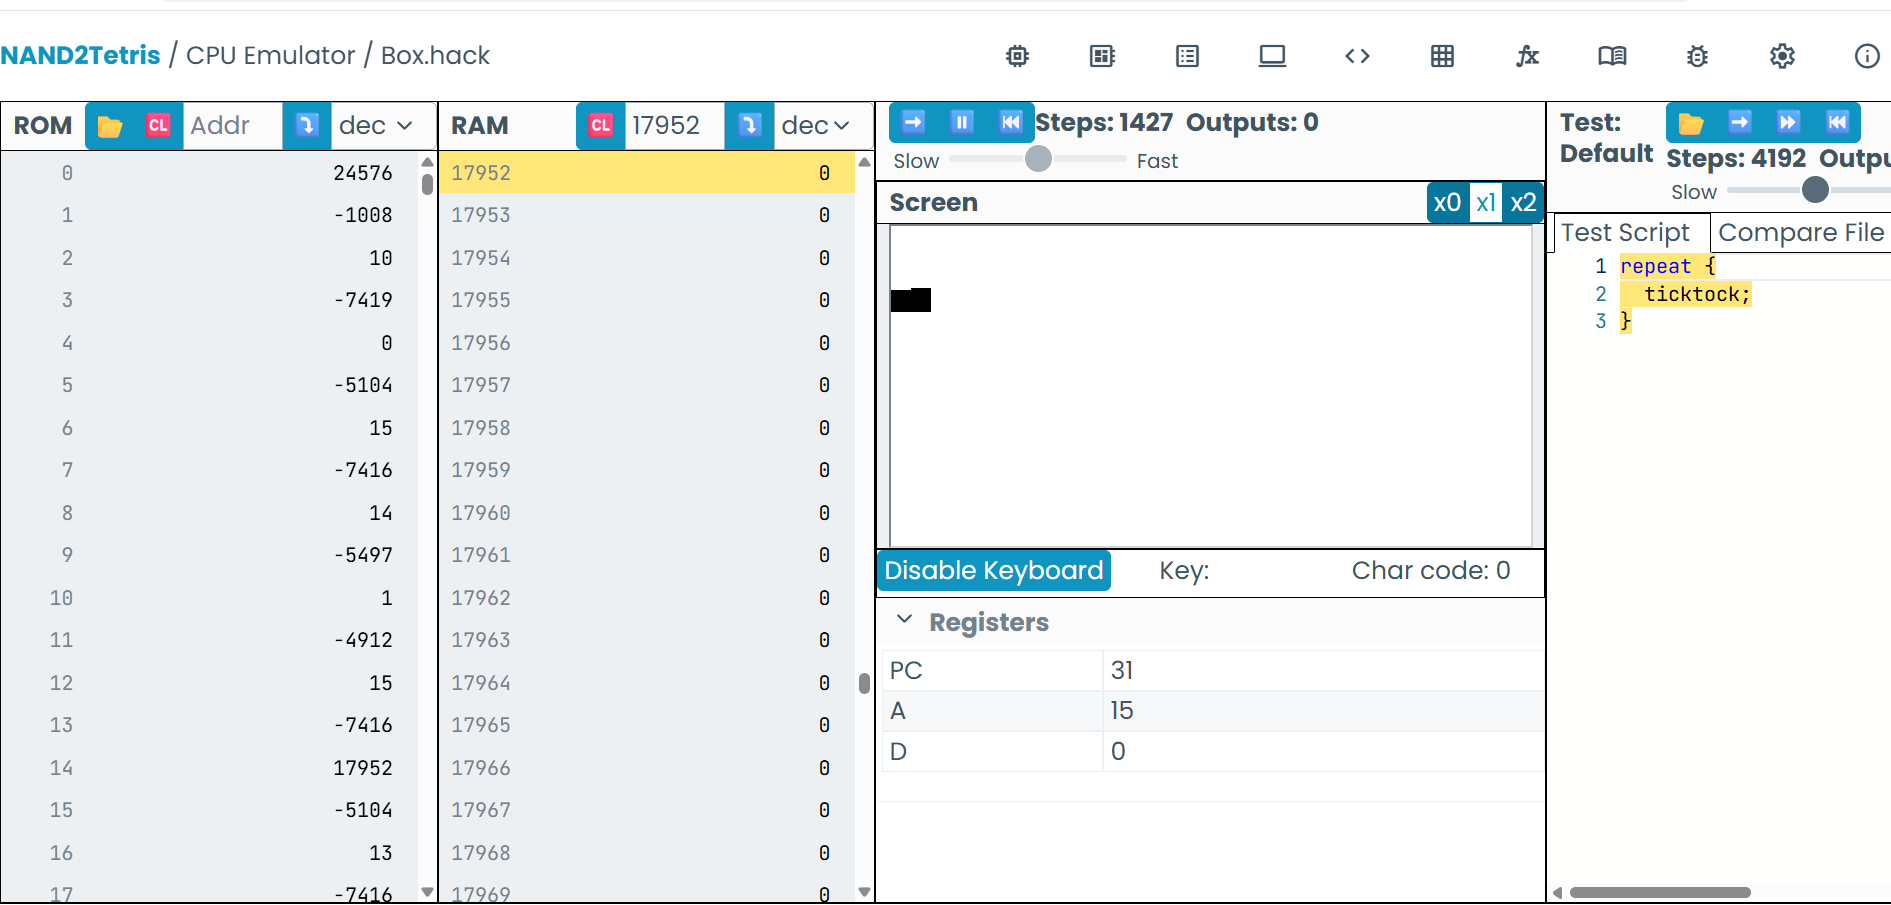 NAND2Tetris / CPU Emulator / Box.hack
ROM CL Addr dec
0 24576
1 -1008
2 10
3 -7419
4 0
5 -5104
6 15
7 -7416
8 14
9 -5497
10 1
11 -4912
12 15
13 -7416
14 17952
15 -5104
16 13
17 -7416
RAM CL 17952 dec
17952 0
17953 0
17954 0
17955 0
17956 0
17957 0
17958 0
17959 0
17960 0
17961 0
17962 0
17963 0
17964 0
17965 0
17966 0
17967 0
17968 0
17969 0
Steps: 1427 Outputs: 0
Slow Fast
Screen x0 x1 x2
Disable Keyboard Key: Char code: 0
Registers
PC 31
A 15
D 0
Test:
Default
Steps: 4192 Outpu
Slow
Test Script Compare File
1 repeat {
2 ticktock;
3 }